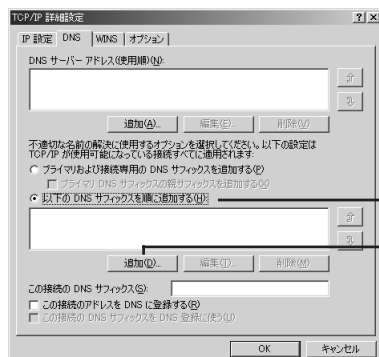 TCP/IP 詳細設定
IP 設定 DNS WINS オプション
DNS サーバー アドレス(使用順)(N):
追加(A)... 編集(E)... 削除(V)
不適切な名前の解決に使用するオプションを選択してください。以下の設定は
TCP/IP が使用可能になっている接続すべてに適用されます:
プライマリおよび接続専用の DNS サフィックスを追加する(P)
プライマリ DNS サフィックスの親サフィックスを追加する(X)
以下の DNS サフィックスを順に追加する(H):
追加(D)... 編集(T)... 削除(M)
この接続の DNS サフィックス(S):
この接続のアドレスを DNS に登録する(R)
この接続の DNS サフィックスを DNS 登録に使う(U)
OK キャンセル